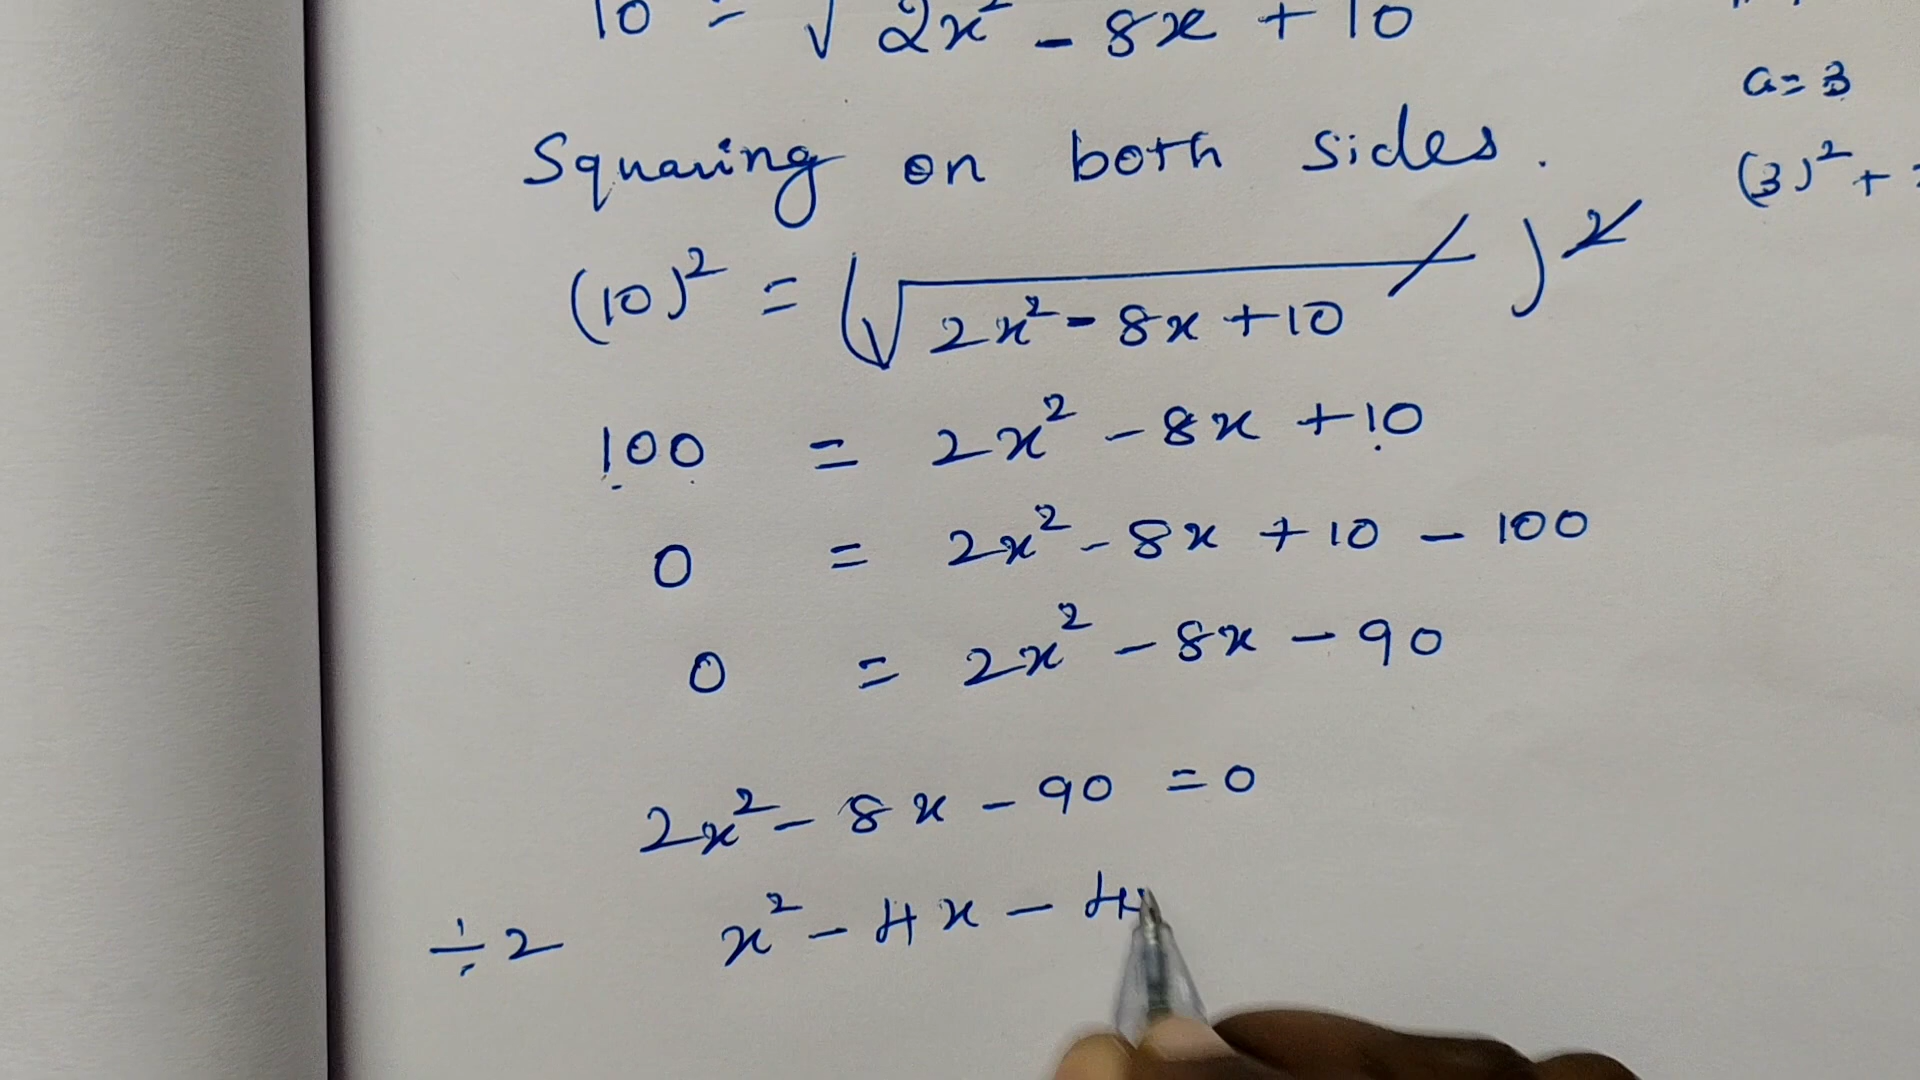 10 = √2x² - 8x + 10
Squaring on both sides.
(10)² = (√2x² - 8x + 10)²
100 = 2x² - 8x + 10
0 = 2x² - 8x + 10 - 100
0 = 2x² - 8x - 90
2x² - 8x - 90 = 0
÷2 x² - 4x - 4
a = 3
(3)² +